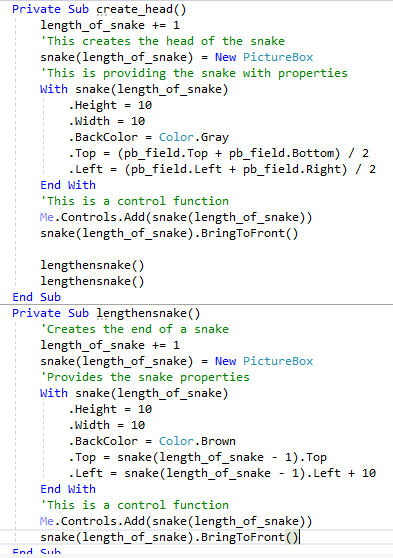 Private Sub create_head()
length_of_snake += 1
'This creates the head of the snake
snake(length_of_snake) = New PictureBox
'This is providing the snake with properties
With snake(length_of_snake)
.Height = 10
.Width = 10
.BackColor = Color.Gray
.Top = (pb_field.Top + pb_field.Bottom) / 2
.Left = (pb_field.Left + pb_field.Right) / 2
End With
'This is a control function
Me.Controls.Add(snake(length_of_snake))
snake(length_of_snake).BringToFront()
lengthensnake()
lengthensnake()
End Sub
Private Sub lengthensnake()
'Creates the end of a snake
length_of_snake += 1
snake(length_of_snake) = New PictureBox
'Provides the snake properties
With snake(length_of_snake)
.Height = 10
.Width = 10
.BackColor = Color.Brown
.Top = snake(length_of_snake - 1).Top
.Left = snake(length_of_snake - 1).Left + 10
End With
'This is a control function
Me.Controls.Add(snake(length_of_snake))
snake(length_of_snake).BringToFront()
End Sub